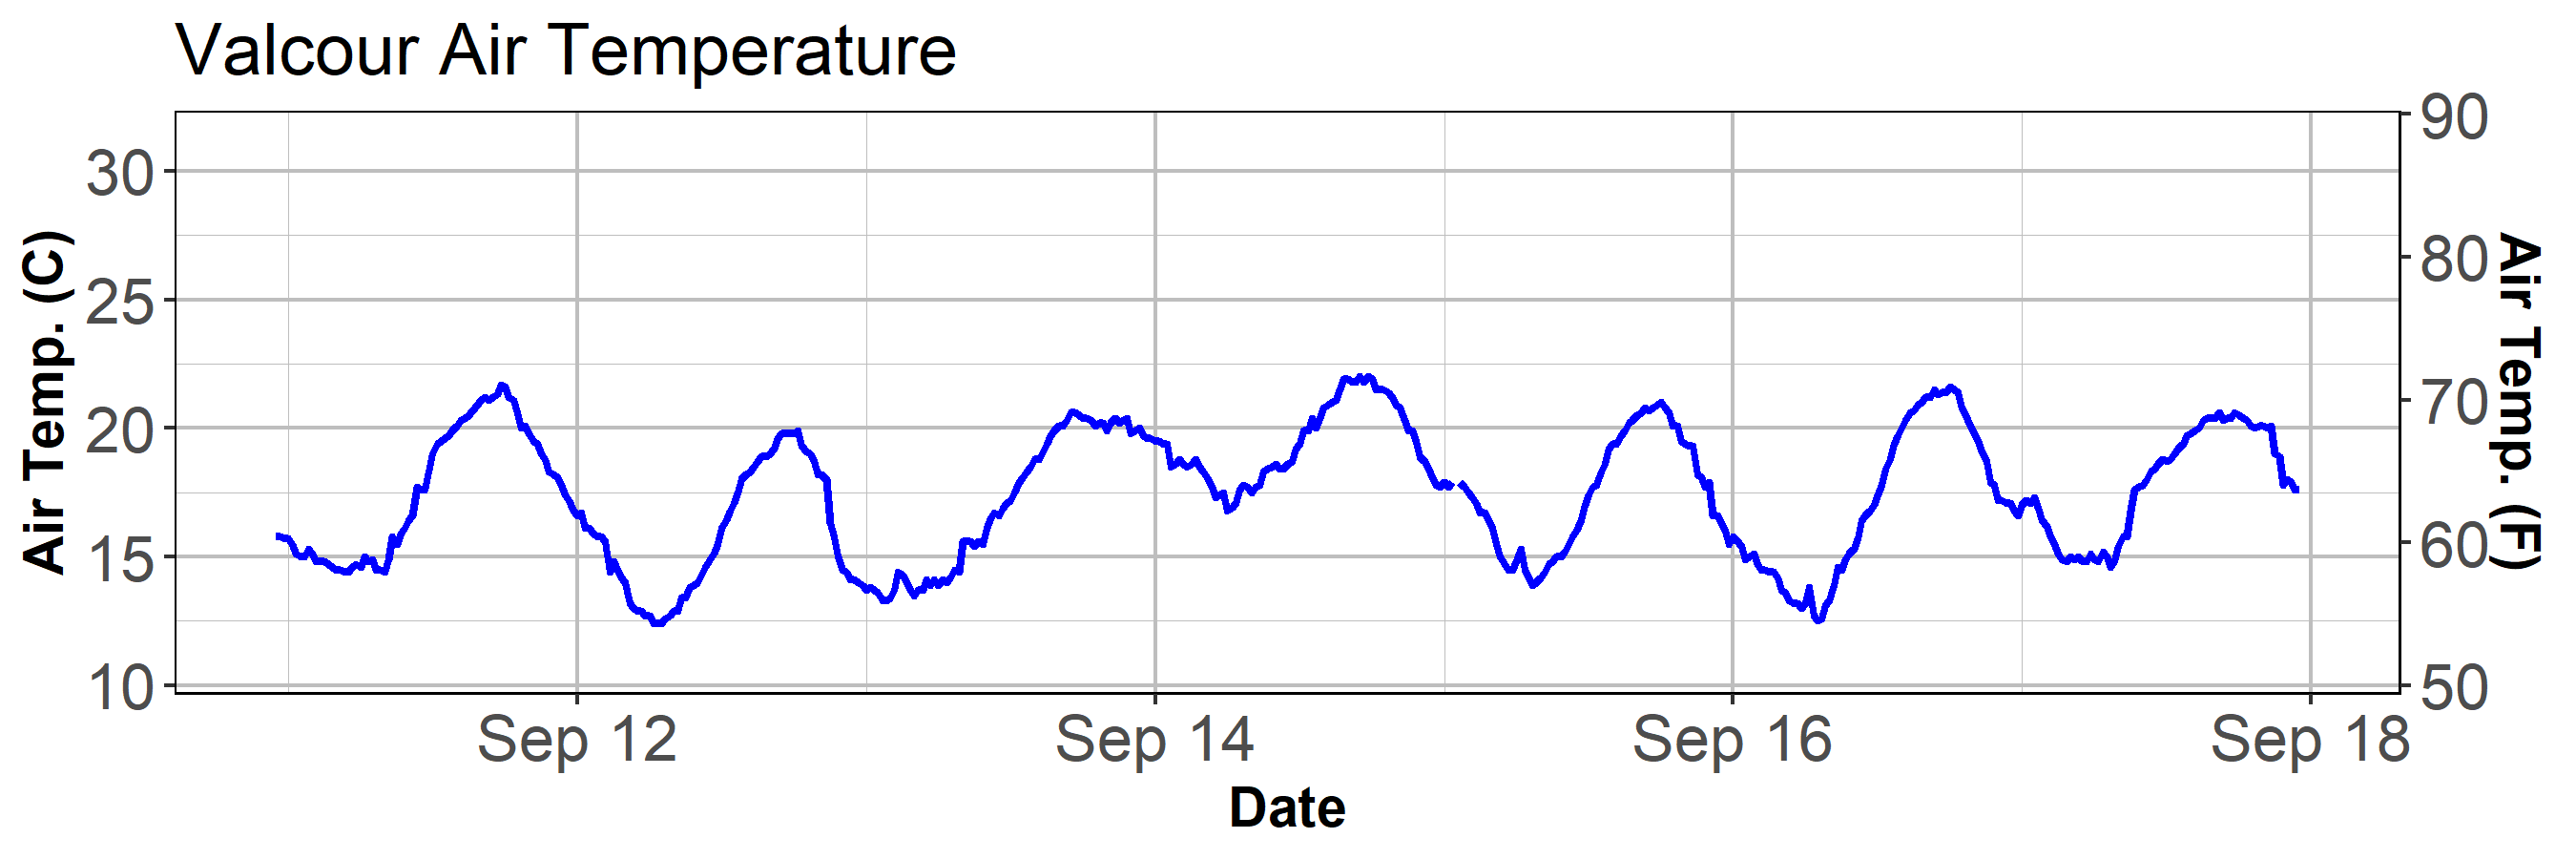 Valcour Air Temperature
Air Temp. (C)
30
25
20
15
10
90
80
70
60
50
Air Temp. (F)
Sep 12 Sep 14 Sep 16 Sep 18
Date